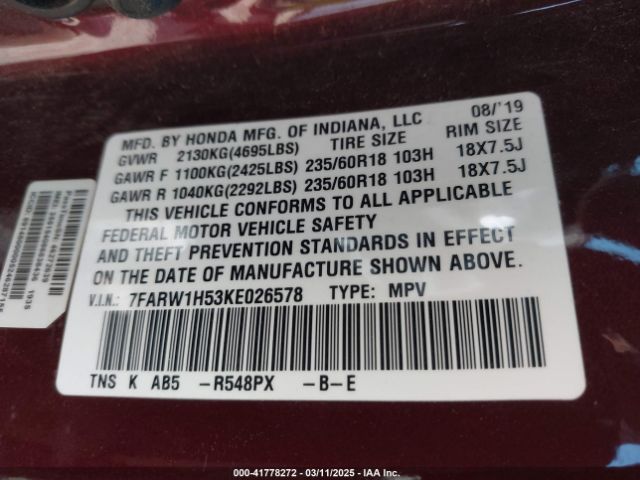 MFD. BY HONDA MFG. OF INDIANA, LLC 08/'19
GVWR 2130KG(4695LBS) TIRE SIZE RIM SIZE
GAWR F 1100KG(2425LBS) 235/60R18 103H 18X7.5J
GAWR R 1040KG(2292LBS) 235/60R18 103H 18X7.5J
THIS VEHICLE CONFORMS TO ALL APPLICABLE
FEDERAL MOTOR VEHICLE SAFETY
AND THEFT PREVENTION STANDARDS IN EFFECT
ON THE DATE OF MANUFACTURE SHOWN ABOVE.
V.I.N.: 7FARW1H53KE026578 TYPE: MPV
TNS K AB5 -R548PX -B-E
© - 41778272 - 03/11/2025 - IAA Inc.